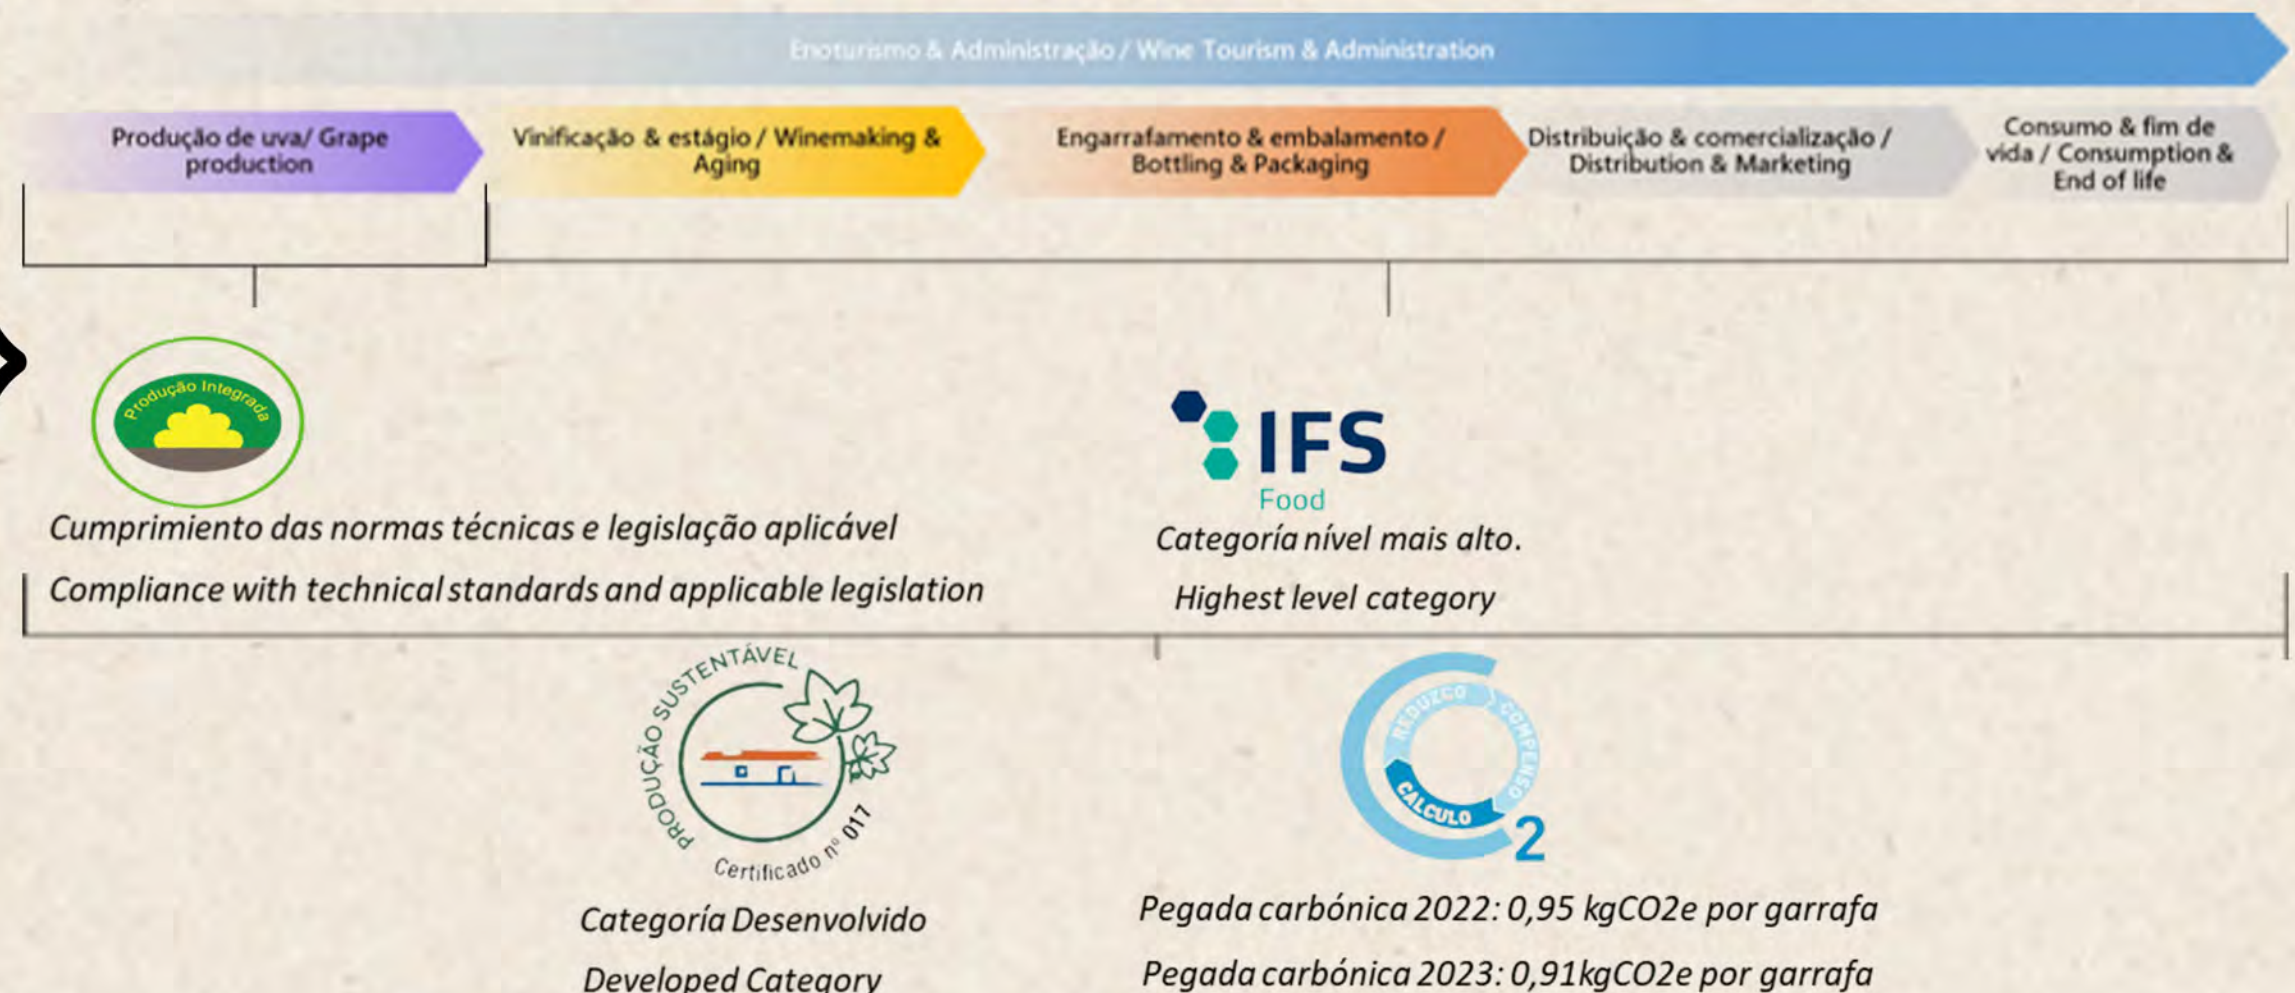 Enoturismo & Administração / Wine Tourism & Administration
Produção de uva/ Grape
production
Vinificação & estágio / Winemaking &
Aging
Engarrafamento & embalamento /
Bottling & Packaging
Distribuição & comercialização /
Distribution & Marketing
Consumo & fim de
vida / Consumption &
End of life
Produção Integrada
IFS
Food
Cumprimiento das normas técnicas e legislação aplicável
Compliance with technical standards and applicable legislation
Categoría nível mais alto.
Highest level category
PRODUÇÃO SUSTENTÁVEL
Certificado nº 017
REDUZCO
COMPENSO
CALCULO
2
Categoría Desenvolvido
Developed Category
Pegada carbónica 2022: 0,95 kgCO2e por garrafa
Pegada carbónica 2023: 0,91kgCO2e por garrafa